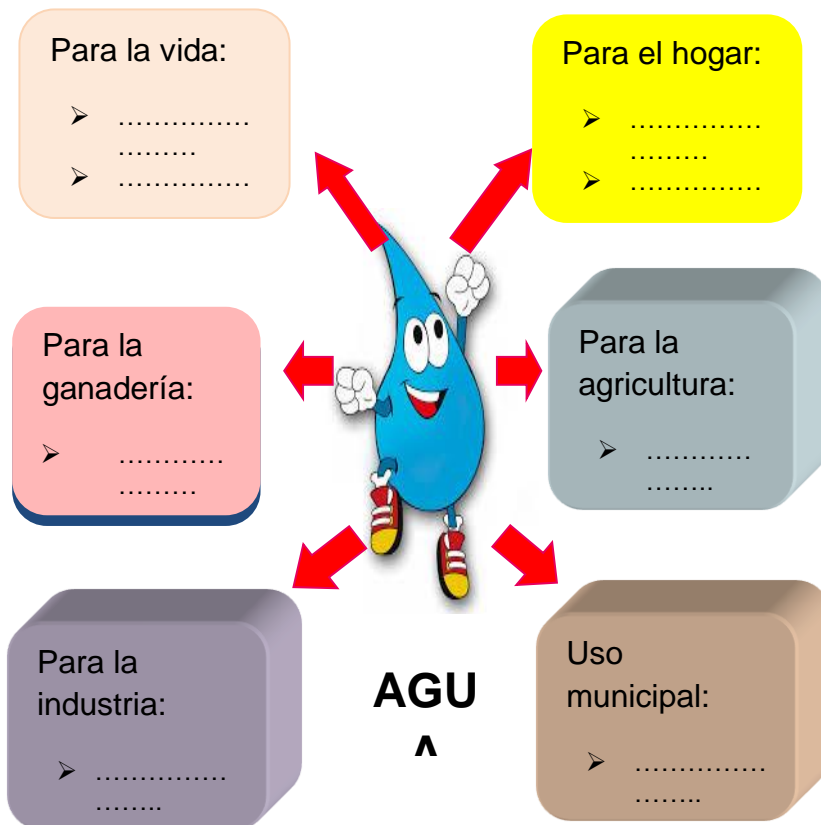 Para la vida:
➢ ……………
………
➢ ……………
Para el hogar:
➢ ……………
………
➢ ……………
Para la
ganadería:
➢ …………
………
Para la
agricultura:
➢ …………
……..
Para la
industria:
➢ ……………
……..
AGU
A
Uso
municipal:
➢ ……………
……..